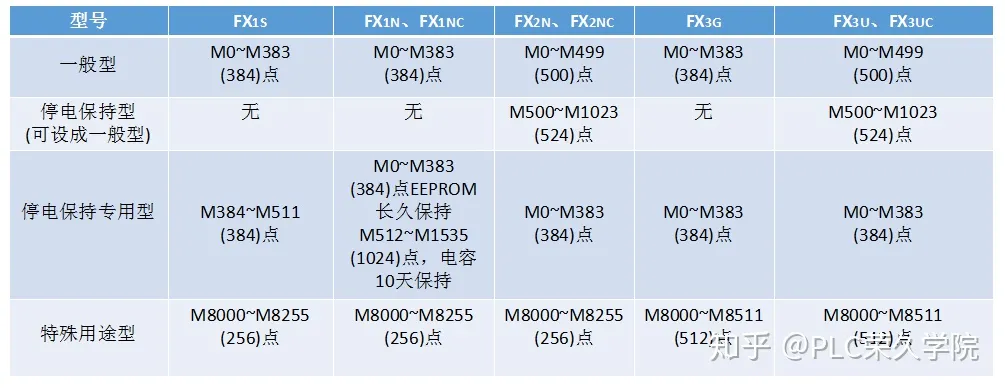 型号 FX1S FX1N、FX1NC FX2N、FX2NC FX3G FX3U、FX3UC
一般型 M0~M383 M0~M383 M0~M499 M0~M383 M0~M499
(384)点 (384)点 (500)点 (384)点 (500)点
停电保持型 无 无 M500~M1023 无 M500~M1023
(可设成一般型) (524)点 (524)点
停电保持专用型 M384~M511 M0~M383 M0~M383 M0~M383 M0~M383
(384)点 (384)点EEPROM (384)点 (384)点 (384)点
长久保持
M512~M1535
(1024)点，电容
10天保持
特殊用途型 M8000~M8255 M8000~M8255 M8000~M8255 M8000~M8511 M8000~M8511
(256)点 (256)点 (256)点 (512)点 (512)点
知乎 @PLC柒久学院